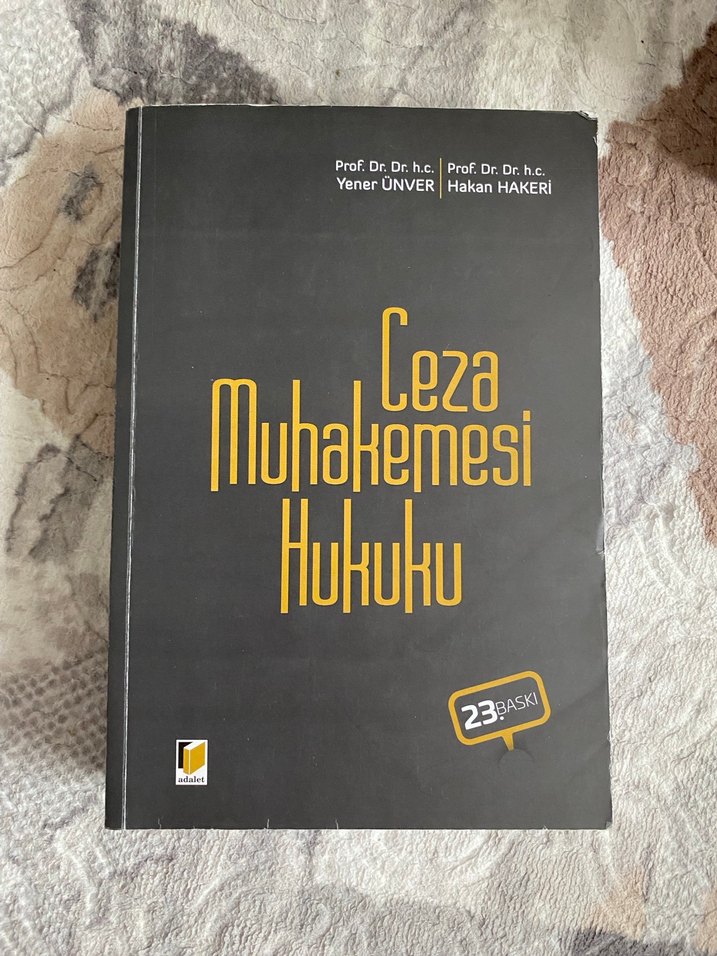 Prof. Dr. Dr. h.c.
Yener ÜNVER
Prof. Dr. Dr. h.c.
Hakan HAKERİ
Ceza
Muhakemesi
Hukuku
23. BASKI
adalet